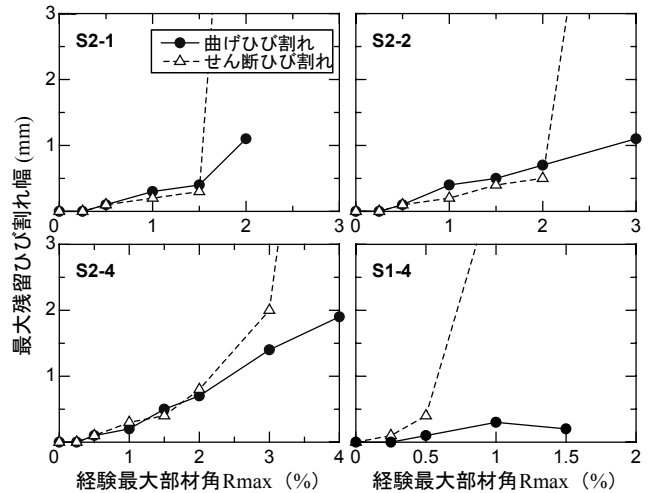 最大残留ひび割れ幅 (mm)
S2-1
曲げひび割れ
せん断ひび割れ
3
2
1
0
0 1 2 3
S2-2
0 1 2 3
S2-4
3
2
1
0
0 1 2 3 4
経験最大部材角Rmax（%）
S1-4
0 0.5 1 1.5 2
経験最大部材角Rmax（%）